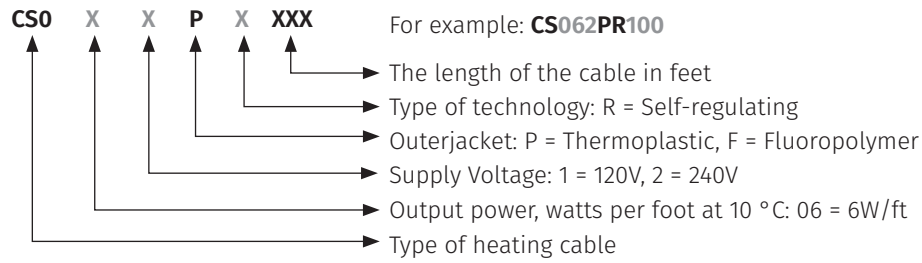 CS0 X X P X XXX
For example: CS062PR100
The length of the cable in feet
Type of technology: R = Self-regulating
Outerjacket: P = Thermoplastic, F = Fluoropolymer
Supply Voltage: 1 = 120V, 2 = 240V
Output power, watts per foot at 10 °C: 06 = 6W/ft
Type of heating cable